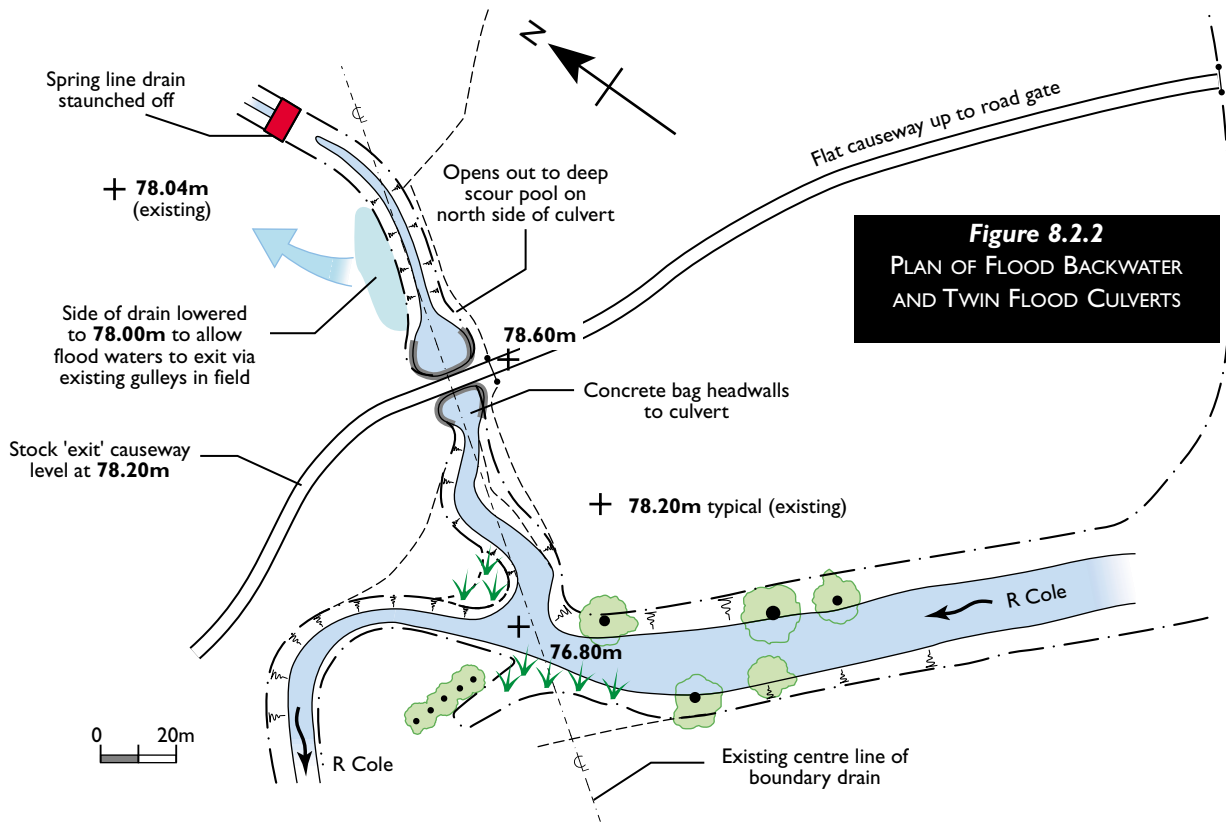 N
Spring line drain
staunched off
℄
Flat causeway up to road gate
78.04m
(existing)
Opens out to deep
scour pool on
north side of culvert
Figure 8.2.2
PLAN OF FLOOD BACKWATER
AND TWIN FLOOD CULVERTS
Side of drain lowered
to 78.00m to allow
flood waters to exit via
existing gulleys in field
78.60m
Concrete bag headwalls
to culvert
Stock 'exit' causeway
level at 78.20m
78.20m typical (existing)
R Cole
76.80m
0 20m
R Cole
℄
Existing centre line of
boundary drain